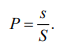 P = s/S.